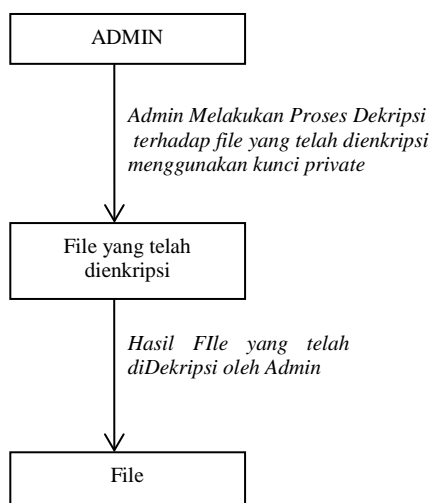 ADMIN
Admin Melakukan Proses Dekripsi
terhadap file yang telah dienkripsi
menggunakan kunci private
File yang telah
dienkripsi
Hasil FIle yang telah
diDekripsi oleh Admin
File